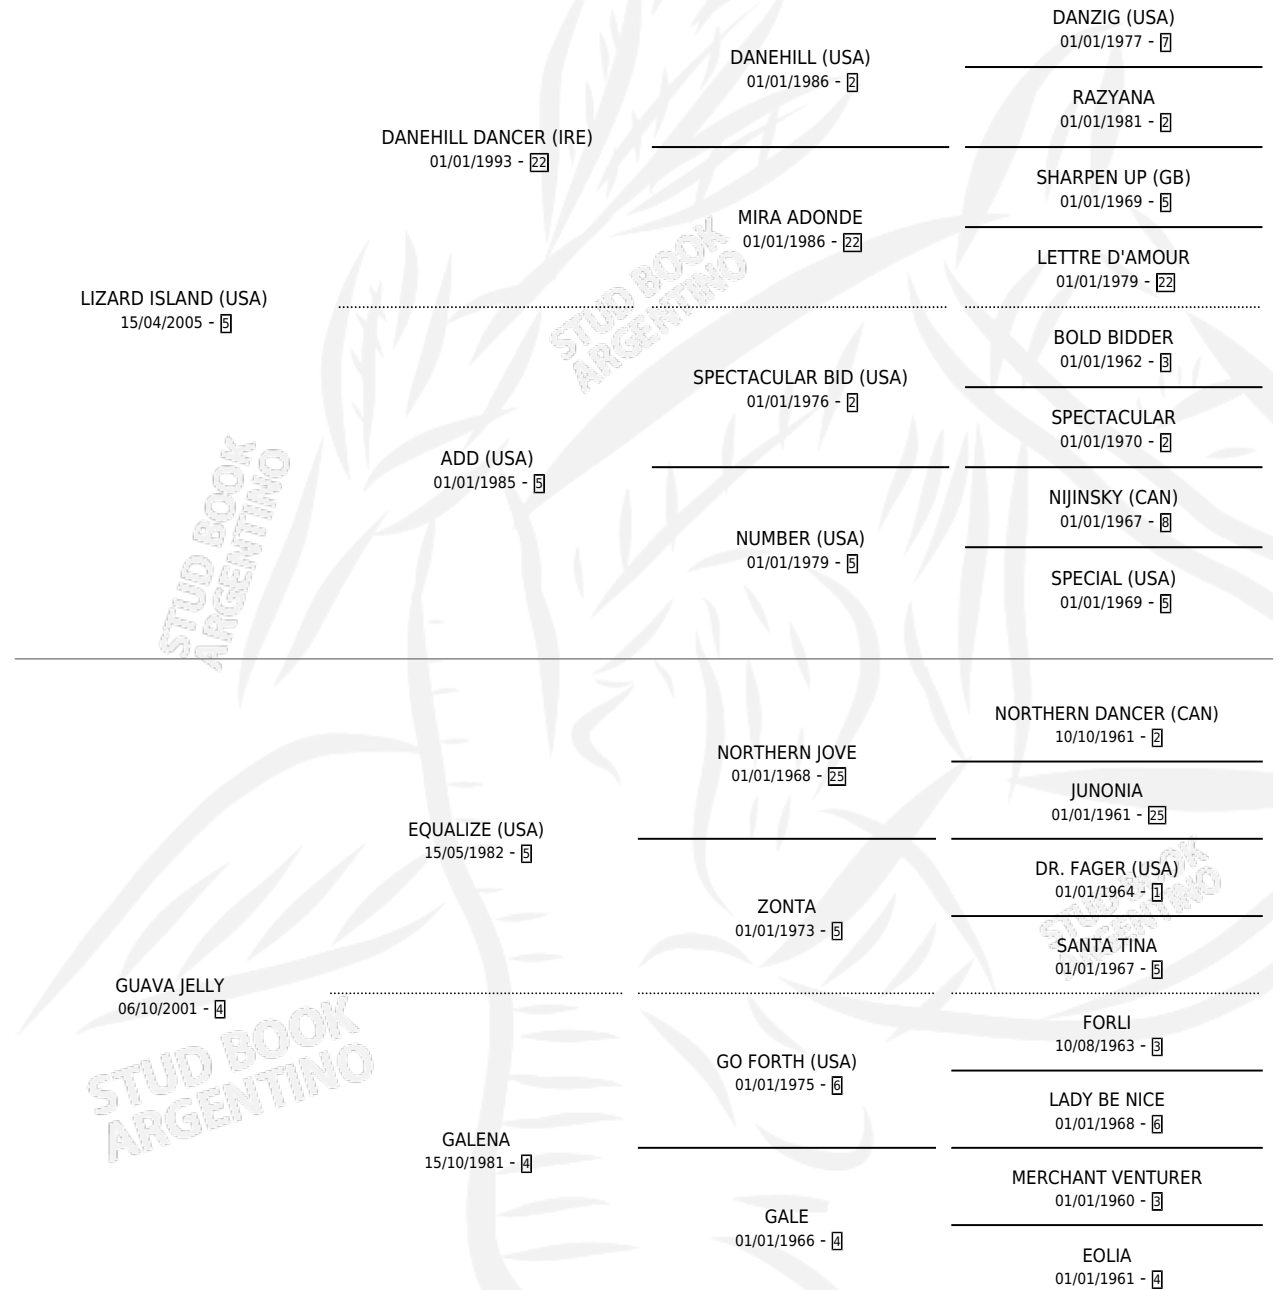 DANZIG (USA)
01/01/1977 - 7
DANEHILL (USA)
01/01/1986 - 2
RAZYANA
01/01/1981 - 2
DANEHILL DANCER (IRE)
01/01/1993 - 22
SHARPEN UP (GB)
01/01/1969 - 5
MIRA ADONDE
01/01/1986 - 22
LETTRE D'AMOUR
01/01/1979 - 22
LIZARD ISLAND (USA)
15/04/2005 - 5
BOLD BIDDER
01/01/1962 - 3
SPECTACULAR BID (USA)
01/01/1976 - 2
SPECTACULAR
01/01/1970 - 2
ADD (USA)
01/01/1985 - 5
NIJINSKY (CAN)
01/01/1967 - 8
NUMBER (USA)
01/01/1979 - 5
SPECIAL (USA)
01/01/1969 - 5
NORTHERN DANCER (CAN)
10/10/1961 - 2
NORTHERN JOVE
01/01/1968 - 25
JUNONIA
01/01/1961 - 25
EQUALIZE (USA)
15/05/1982 - 5
DR. FAGER (USA)
01/01/1964 - 1
ZONTA
01/01/1973 - 5
SANTA TINA
01/01/1967 - 5
GUAVA JELLY
06/10/2001 - 4
FORLI
10/08/1963 - 3
GO FORTH (USA)
01/01/1975 - 6
LADY BE NICE
01/01/1968 - 6
GALENA
15/10/1981 - 4
MERCHANT VENTURER
01/01/1960 - 3
GALE
01/01/1966 - 4
EOLIA
01/01/1961 - 4
STUD BOOK
ARGENTINO
STUD BOOK
ARGENTINO
STUD BOOK
ARGENTINO
STUD BOOK
ARGENTINO